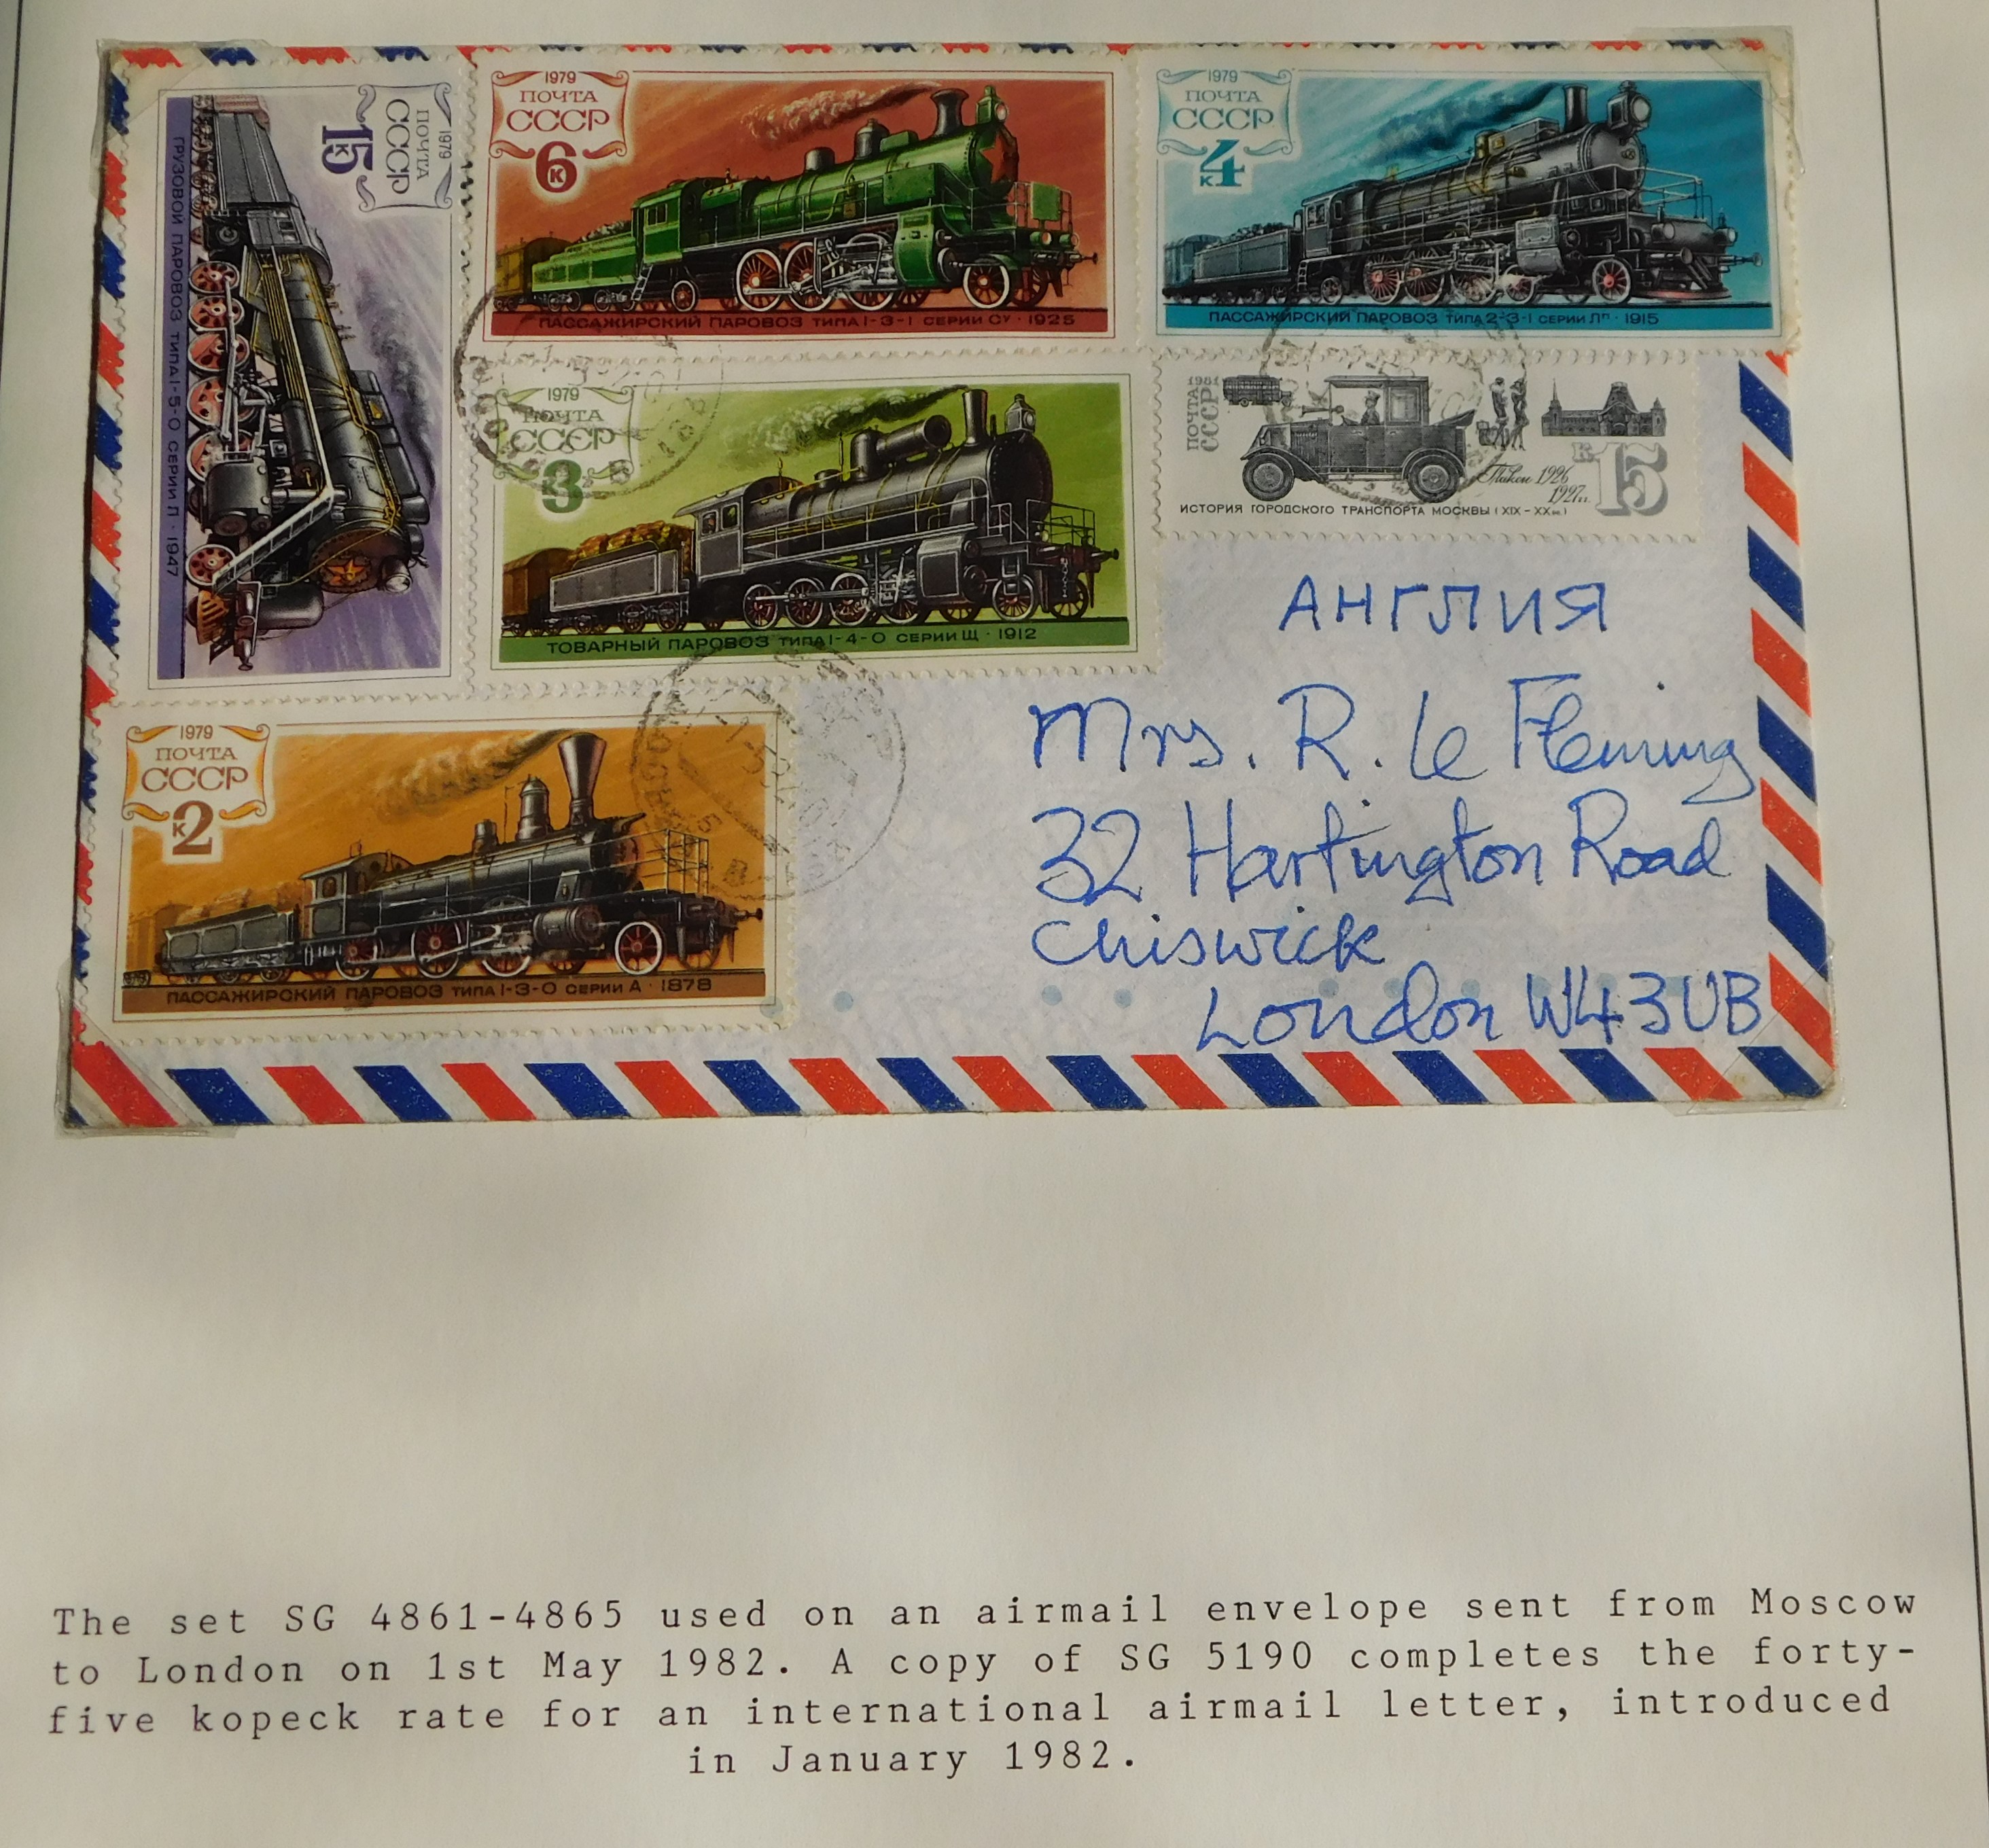 1979
ПОЧТА
СССР
15
К
ГРУЗОВОЙ ПАРОВОЗ ТИПА 1-5-0 СЕРИИ П · 1947
1979
ПОЧТА
СССР
6
К
ПАССАЖИРСКИЙ ПАРОВОЗ ТИПА 1-3-1 СЕРИИ СУ · 1925
1979
ПОЧТА
СССР
4
К
ПАССАЖИРСКИЙ ПАРОВОЗ ТИПА 2-3-1 СЕРИИ Лп · 1915
1979
ПОЧТА
СССР
3
ТОВАРНЫЙ ПАРОВОЗ ТИПА 1-4-0 СЕРИИ Щ · 1912
1981
ПОЧТА
СССР
К 15
Такси 1926
1927гг.
ИСТОРИЯ ГОРОДСКОГО ТРАНСПОРТА МОСКВЫ (XIX - XX вв.)
1979
ПОЧТА
СССР
К 2
ПАССАЖИРСКИЙ ПАРОВОЗ ТИПА 1-3-0 СЕРИИ А · 1878
АНГЛИЯ
Mrs. R. Le Fleming
32 Hartington Road
Chiswick
London W43UB
The set SG 4861-4865 used on an airmail envelope sent from Moscow
to London on 1st May 1982. A copy of SG 5190 completes the forty-
five kopeck rate for an international airmail letter, introduced
in January 1982.